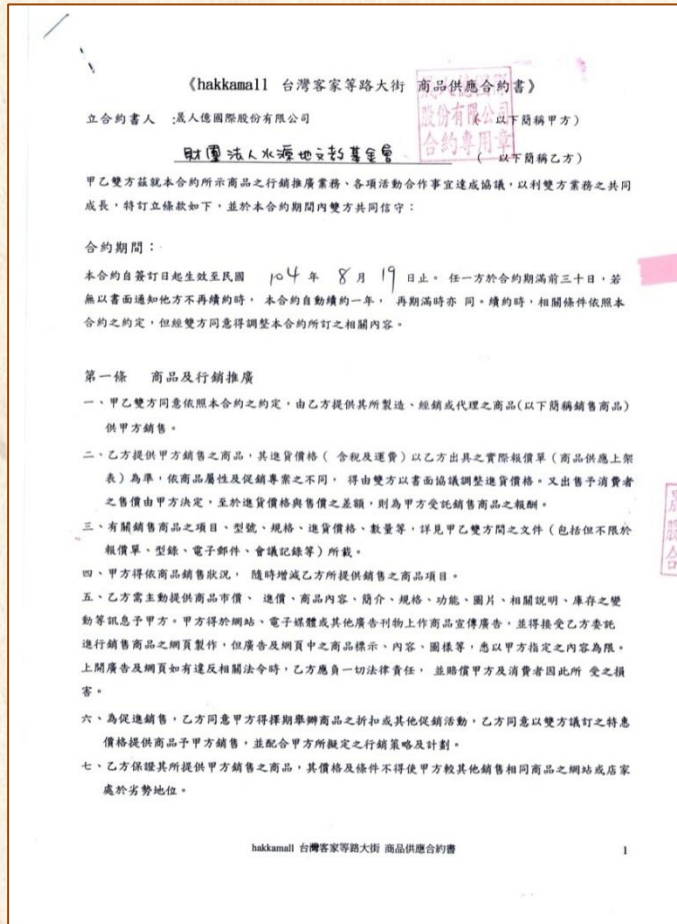 《hakkamall 台灣客家等路大街 商品供應合約書》
晟人億國際
股份有限公司
合約專用章
立合約書人 :晟人億國際股份有限公司 ( 以下簡稱甲方)
財團法人水源地文教基金會 ( 以下簡稱乙方)
甲乙雙方茲就本合約所示商品之行銷推廣業務、各項活動合作事宜達成協議，以利雙方業務之共同
成長，特訂立條款如下，並於本合約期間內雙方共同信守：
合約期間：
本合約自簽訂日起生效至民國 104 年 8 月 19 日止。 任一方於合約期滿前三十日，若
無以書面通知他方不再續約時， 本合約自動續約一年， 再期滿時亦 同。續約時，相關條件依照本
合約之約定，但經雙方同意得調整本合約所訂之相關內容。
第一條 商品及行銷推廣
一、甲乙雙方同意依照本合約之約定，由乙方提供其所製造、經銷或代理之商品(以下簡稱銷售商品)
供甲方銷售。
二、乙方提供甲方銷售之商品，其進貨價格（ 含稅及運費）以乙方出具之實際報價單（商品供應上架
表）為準，依商品屬性及促銷專案之不同， 得由雙方以書面協議調整進貨價格。又出售予消費者
之售價由甲方決定，至於進貨價格與售價之差額，則為甲方受託銷售商品之報酬。
三、有關銷售商品之項目、型號、規格、進貨價格、數量等，詳見甲乙雙方間之文件（包括但不限於
報價單、型錄、電子郵件、會議記錄等）所載。
四、甲方得依商品銷售狀況， 隨時增減乙方所提供銷售之商品項目。
五、乙方需主動提供商品市價、 進價、商品內容、簡介、規格、功能、圖片、相關說明、庫存之變
動等訊息予甲方。甲方得於網站、電子媒體或其他廣告刊物上作商品宣傳廣告，並得接受乙方委託
進行銷售商品之網頁製作，但廣告及網頁中之商品標示、內容、圖樣等，悉以甲方指定之內容為限。
上開廣告及網頁如有違反相關法令時，乙方應負一切法律責任， 並賠償甲方及消費者因此所 受之損
害。
六、為促進銷售，乙方同意甲方得擇期舉辦商品之折扣或其他促銷活動，乙方同意以雙方議訂之特惠
價格提供商品予甲方銷售，並配合甲方所擬定之行銷策略及計劃。
七、乙方保證其所提供甲方銷售之商品，其價格及條件不得使甲方較其他銷售相同商品之網站或店家
處於劣勢地位。
晟
股
合
hakkamall 台灣客家等路大街 商品供應合約書 1